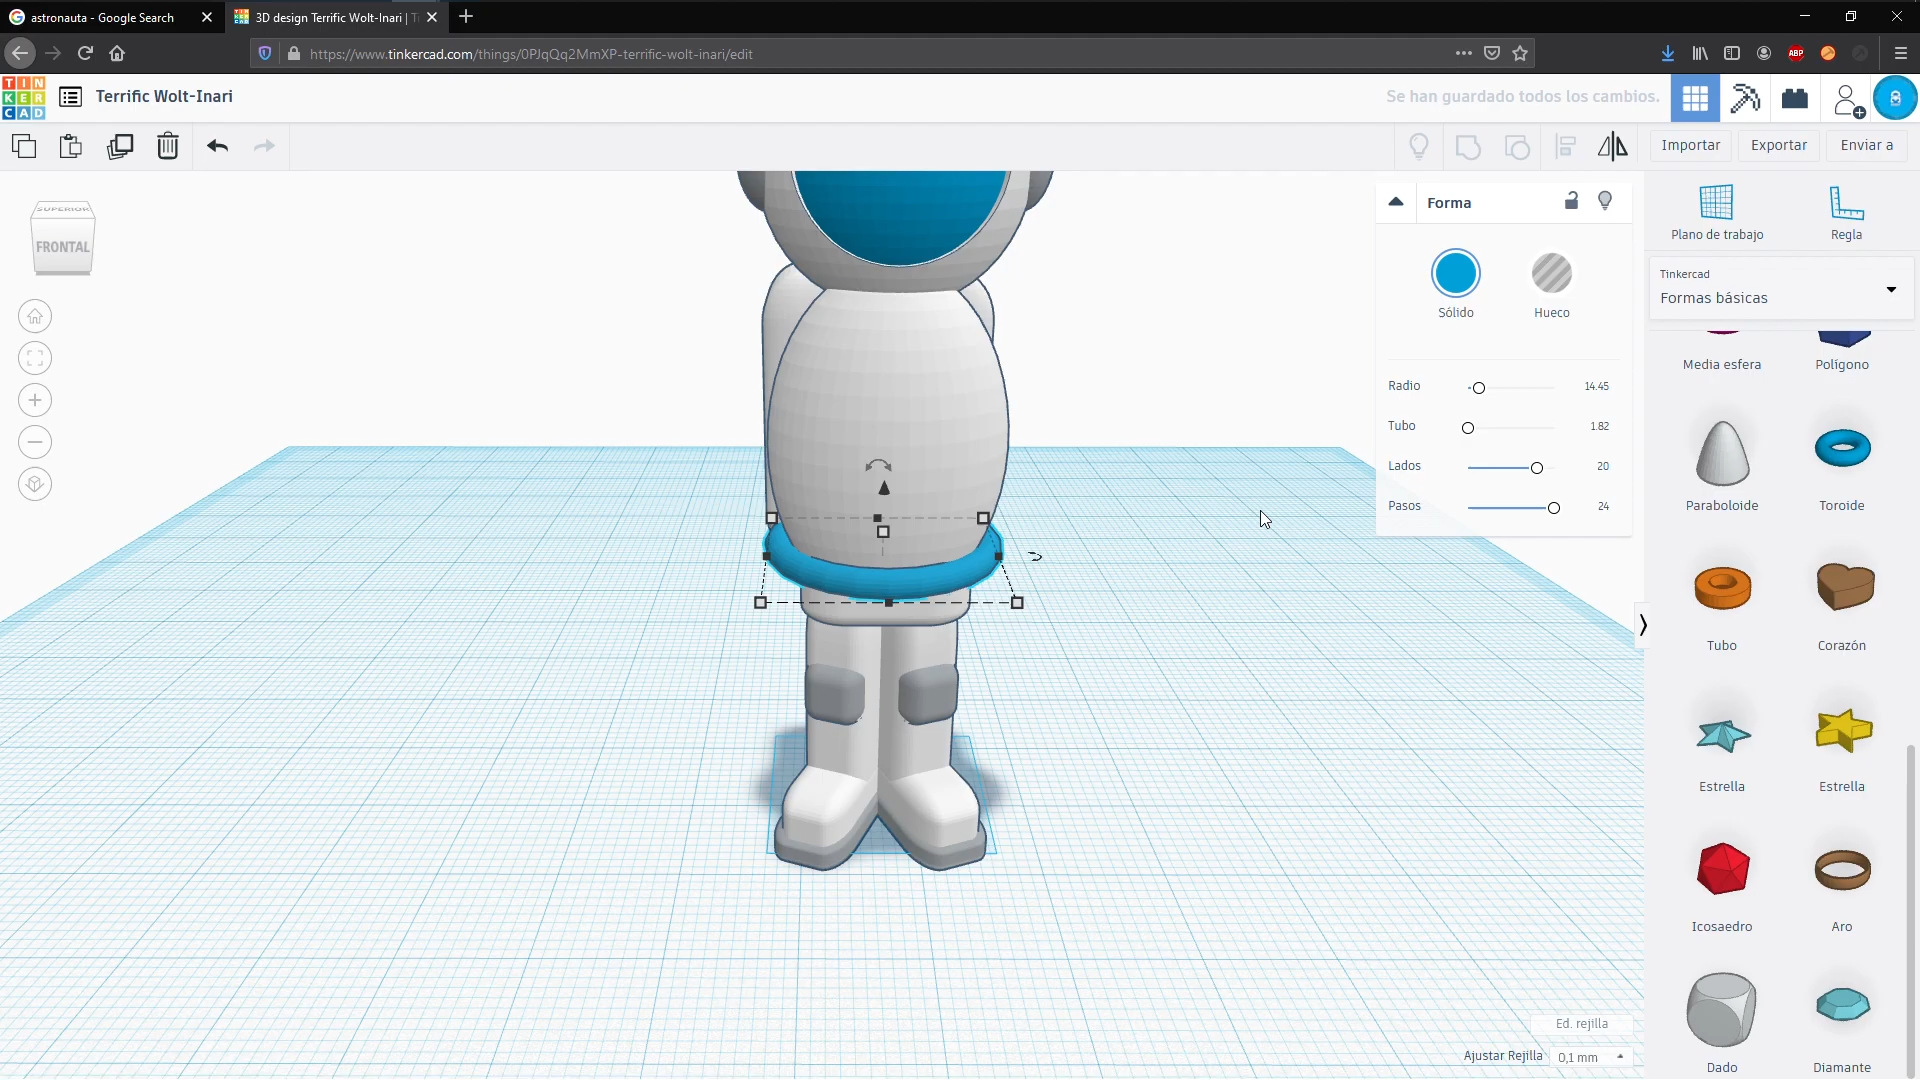 astronauta - Google Search
3D design Terrific Wolt-Inari | Ti
https://www.tinkercad.com/things/0PJqQq2MmXP-terrific-wolt-inari/edit
ABP
TIN
KER
CAD
Terrific Wolt-Inari
Se han guardado todos los cambios.
Importar
Exportar
Enviar a
SUPERIOR
FRONTAL
Forma
Sólido
Hueco
Radio
14.45
Tubo
1.82
Lados
20
Pasos
24
Plano de trabajo
Regla
Tinkercad
Formas básicas
Media esfera
Polígono
Paraboloide
Toroide
Tubo
Corazón
Estrella
Estrella
Icosaedro
Aro
Dado
Diamante
Ed. rejilla
Ajustar Rejilla
0,1 mm